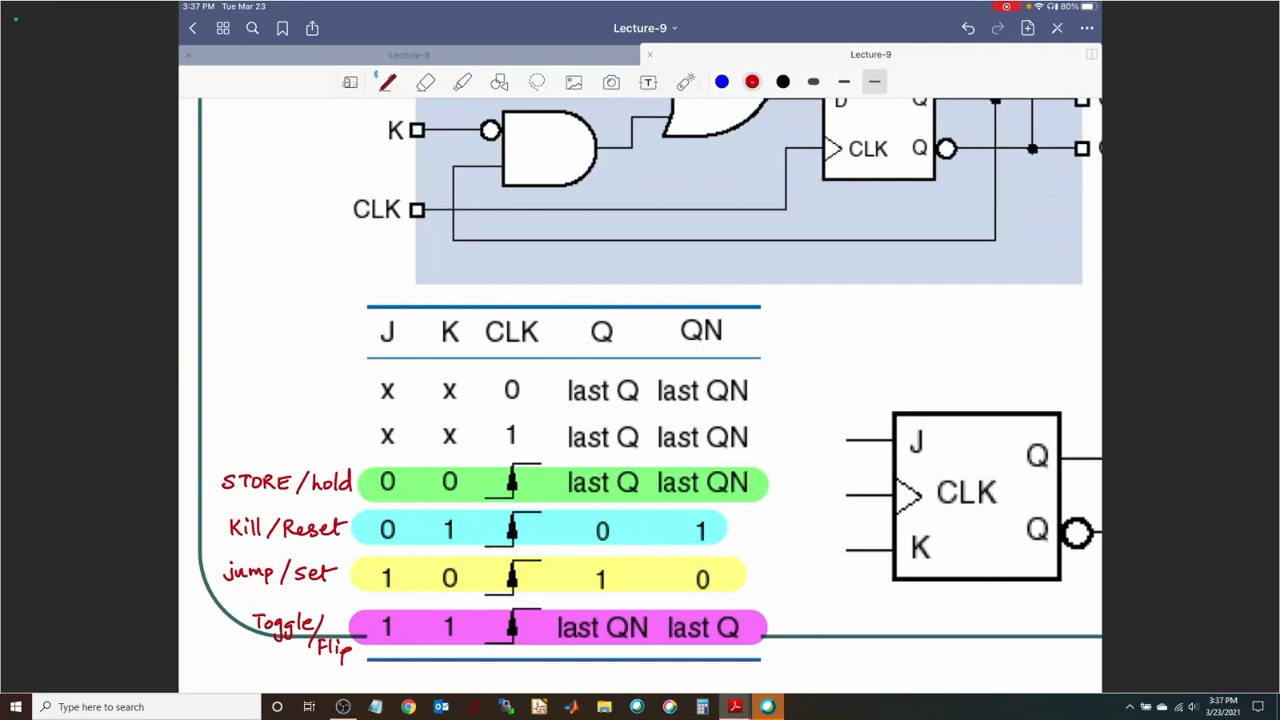 3:37 PM Tue Mar 23 80%
Lecture-9
Lecture-8 Lecture-9
T
K
CLK
D Q
CLK Q
J K CLK Q QN
x x 0 last Q last QN
x x 1 last Q last QN
STORE/hold 0 0 last Q last QN
Kill/Reset 0 1 0 1
jump/set 1 0 1 0
Toggle/Flip 1 1 last QN last Q
J Q
CLK
K Q
Type here to search
3:37 PM
3/23/2021